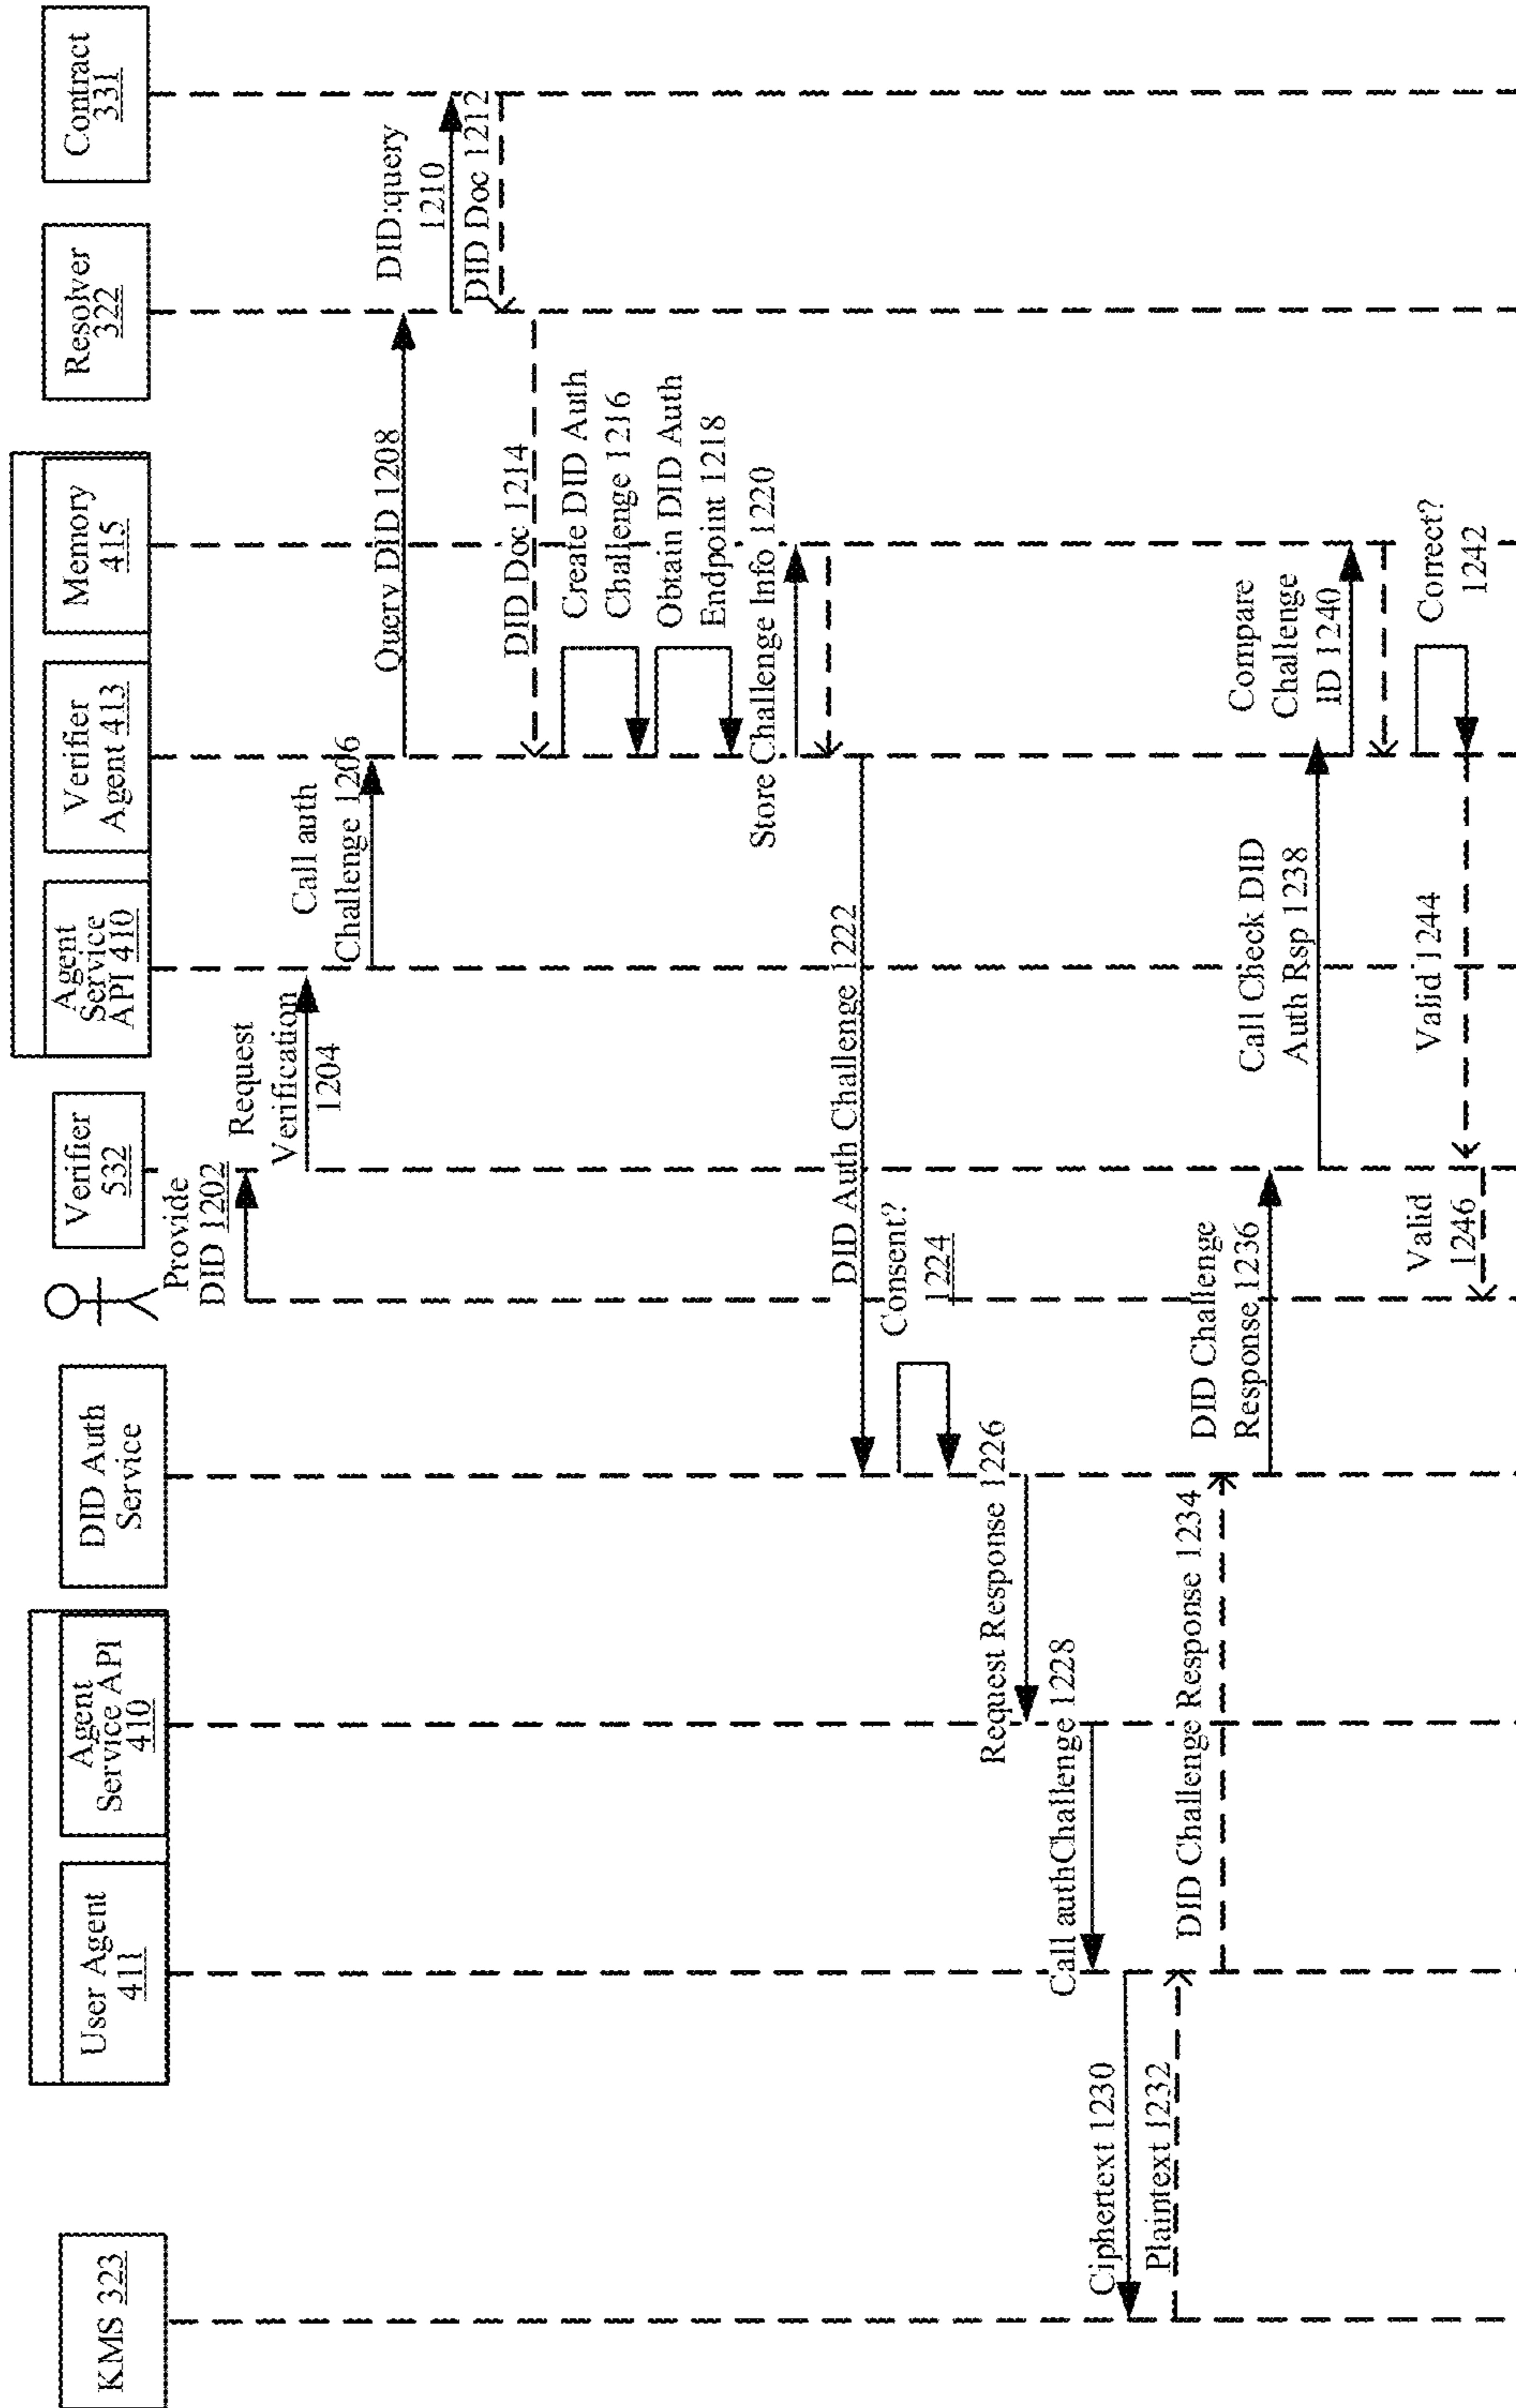 KMS 323
User Agent
411
Agent
Service API
410
DID Auth
Service
Verifier
532
Agent
Service
API 410
Verifier
Agent 413
Memory
415
Resolver
322
Contract
331
Provide
DID 1202
Request
Verification
1204
Call auth
Challenge 1206
Query DID 1208
DID:query
1210
DID Doc 1212
DID Doc 1214
Create DID Auth
Challenge 1216
Obtain DID Auth
Endpoint 1218
Store Challenge Info 1220
DID Auth Challenge 1222
Consent?
1224
Request Response 1226
Call authChallenge 1228
Ciphertext 1230
Plaintext 1232
DID Challenge Response 1234
DID Challenge
Response 1236
Call Check DID
Auth Rsp 1238
Compare
Challenge
ID 1240
Correct?
1242
Valid 1244
Valid
1246